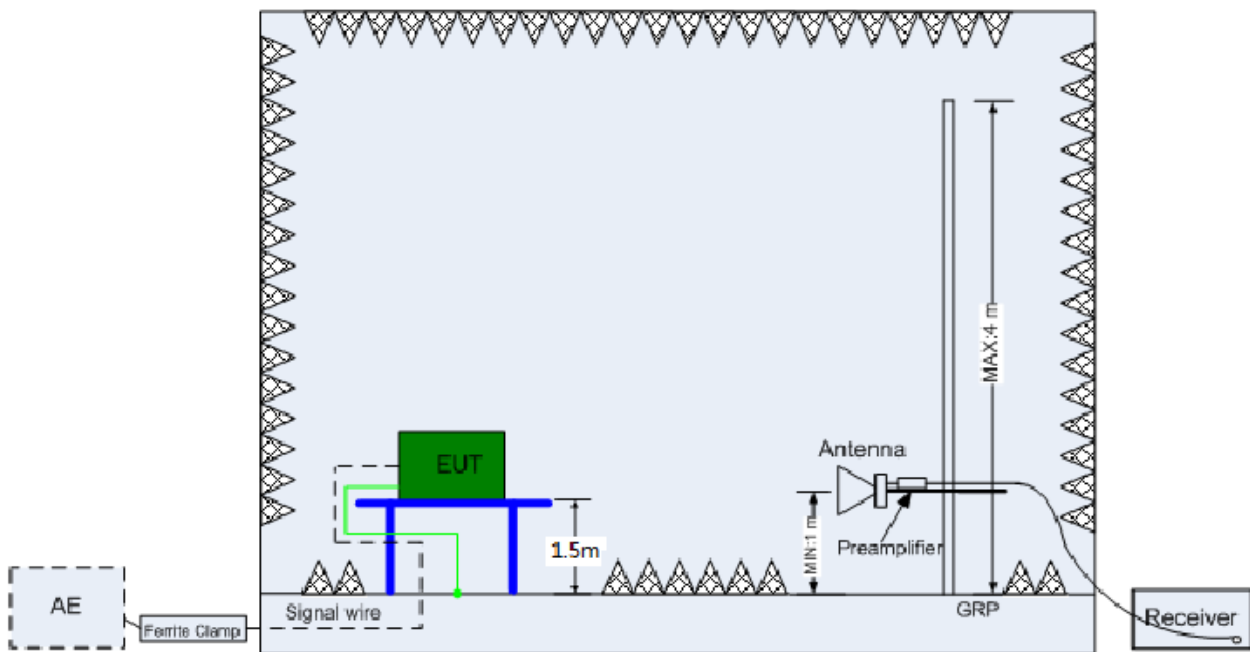 EUT
1.5m
Antenna
Preamplifier
MIN:1 m
MAX:4 m
GRP
AE
Ferrite Clamp
Signal wire
Receiver